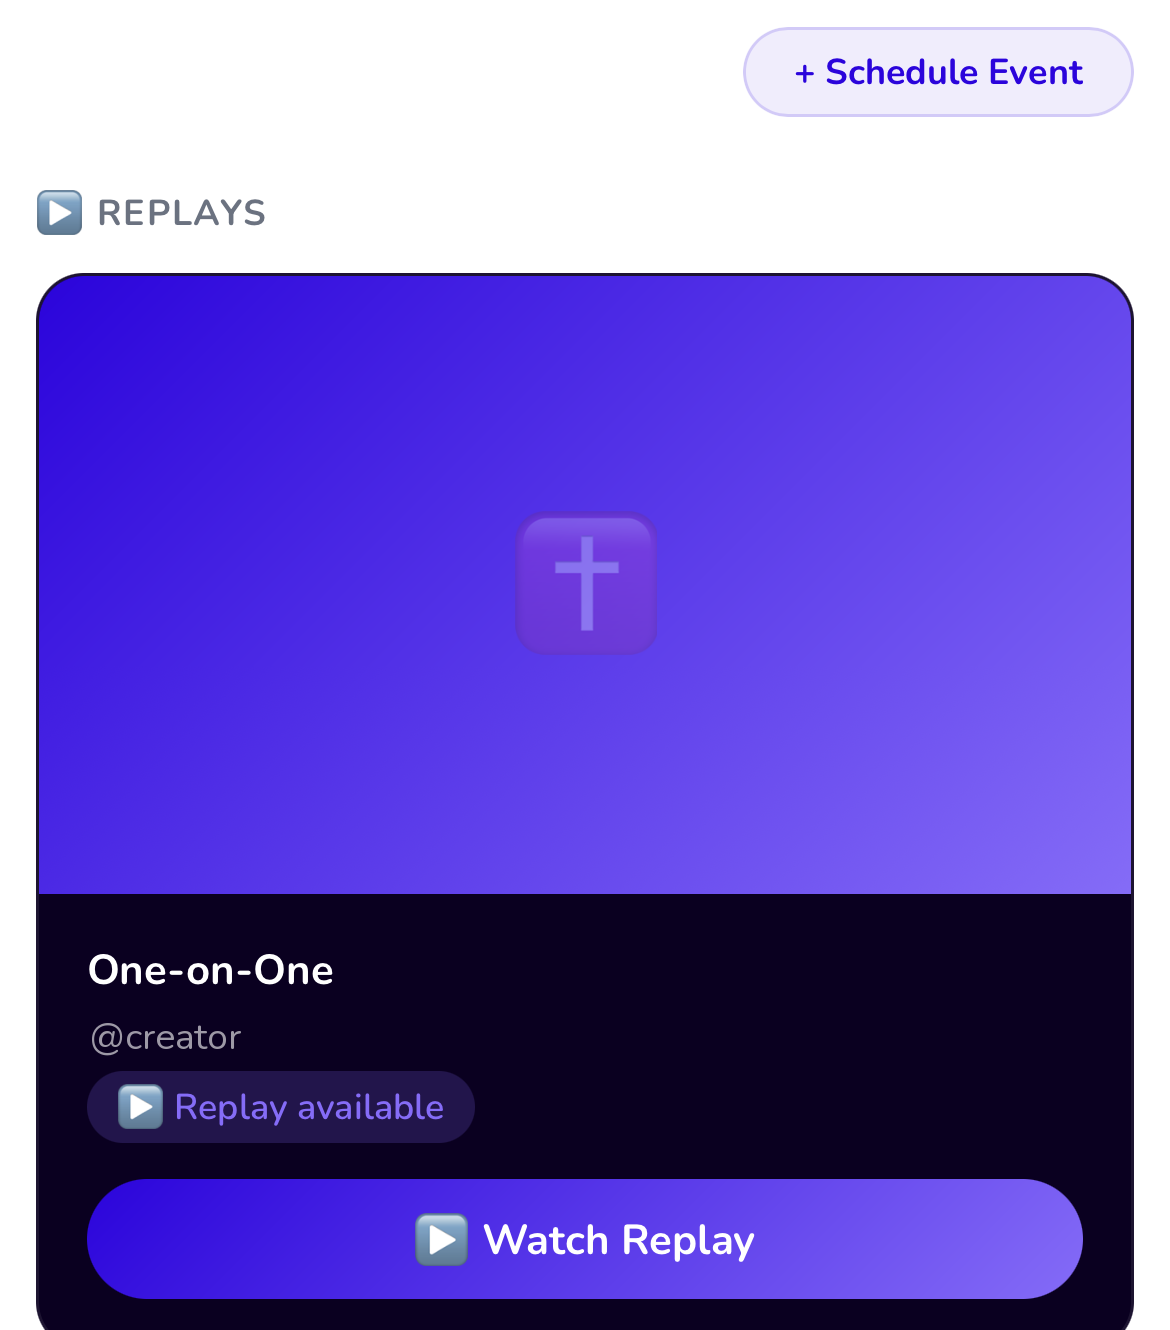 + Schedule Event
▶️ REPLAYS
✝️
One-on-One
@creator
▶️ Replay available
▶️ Watch Replay